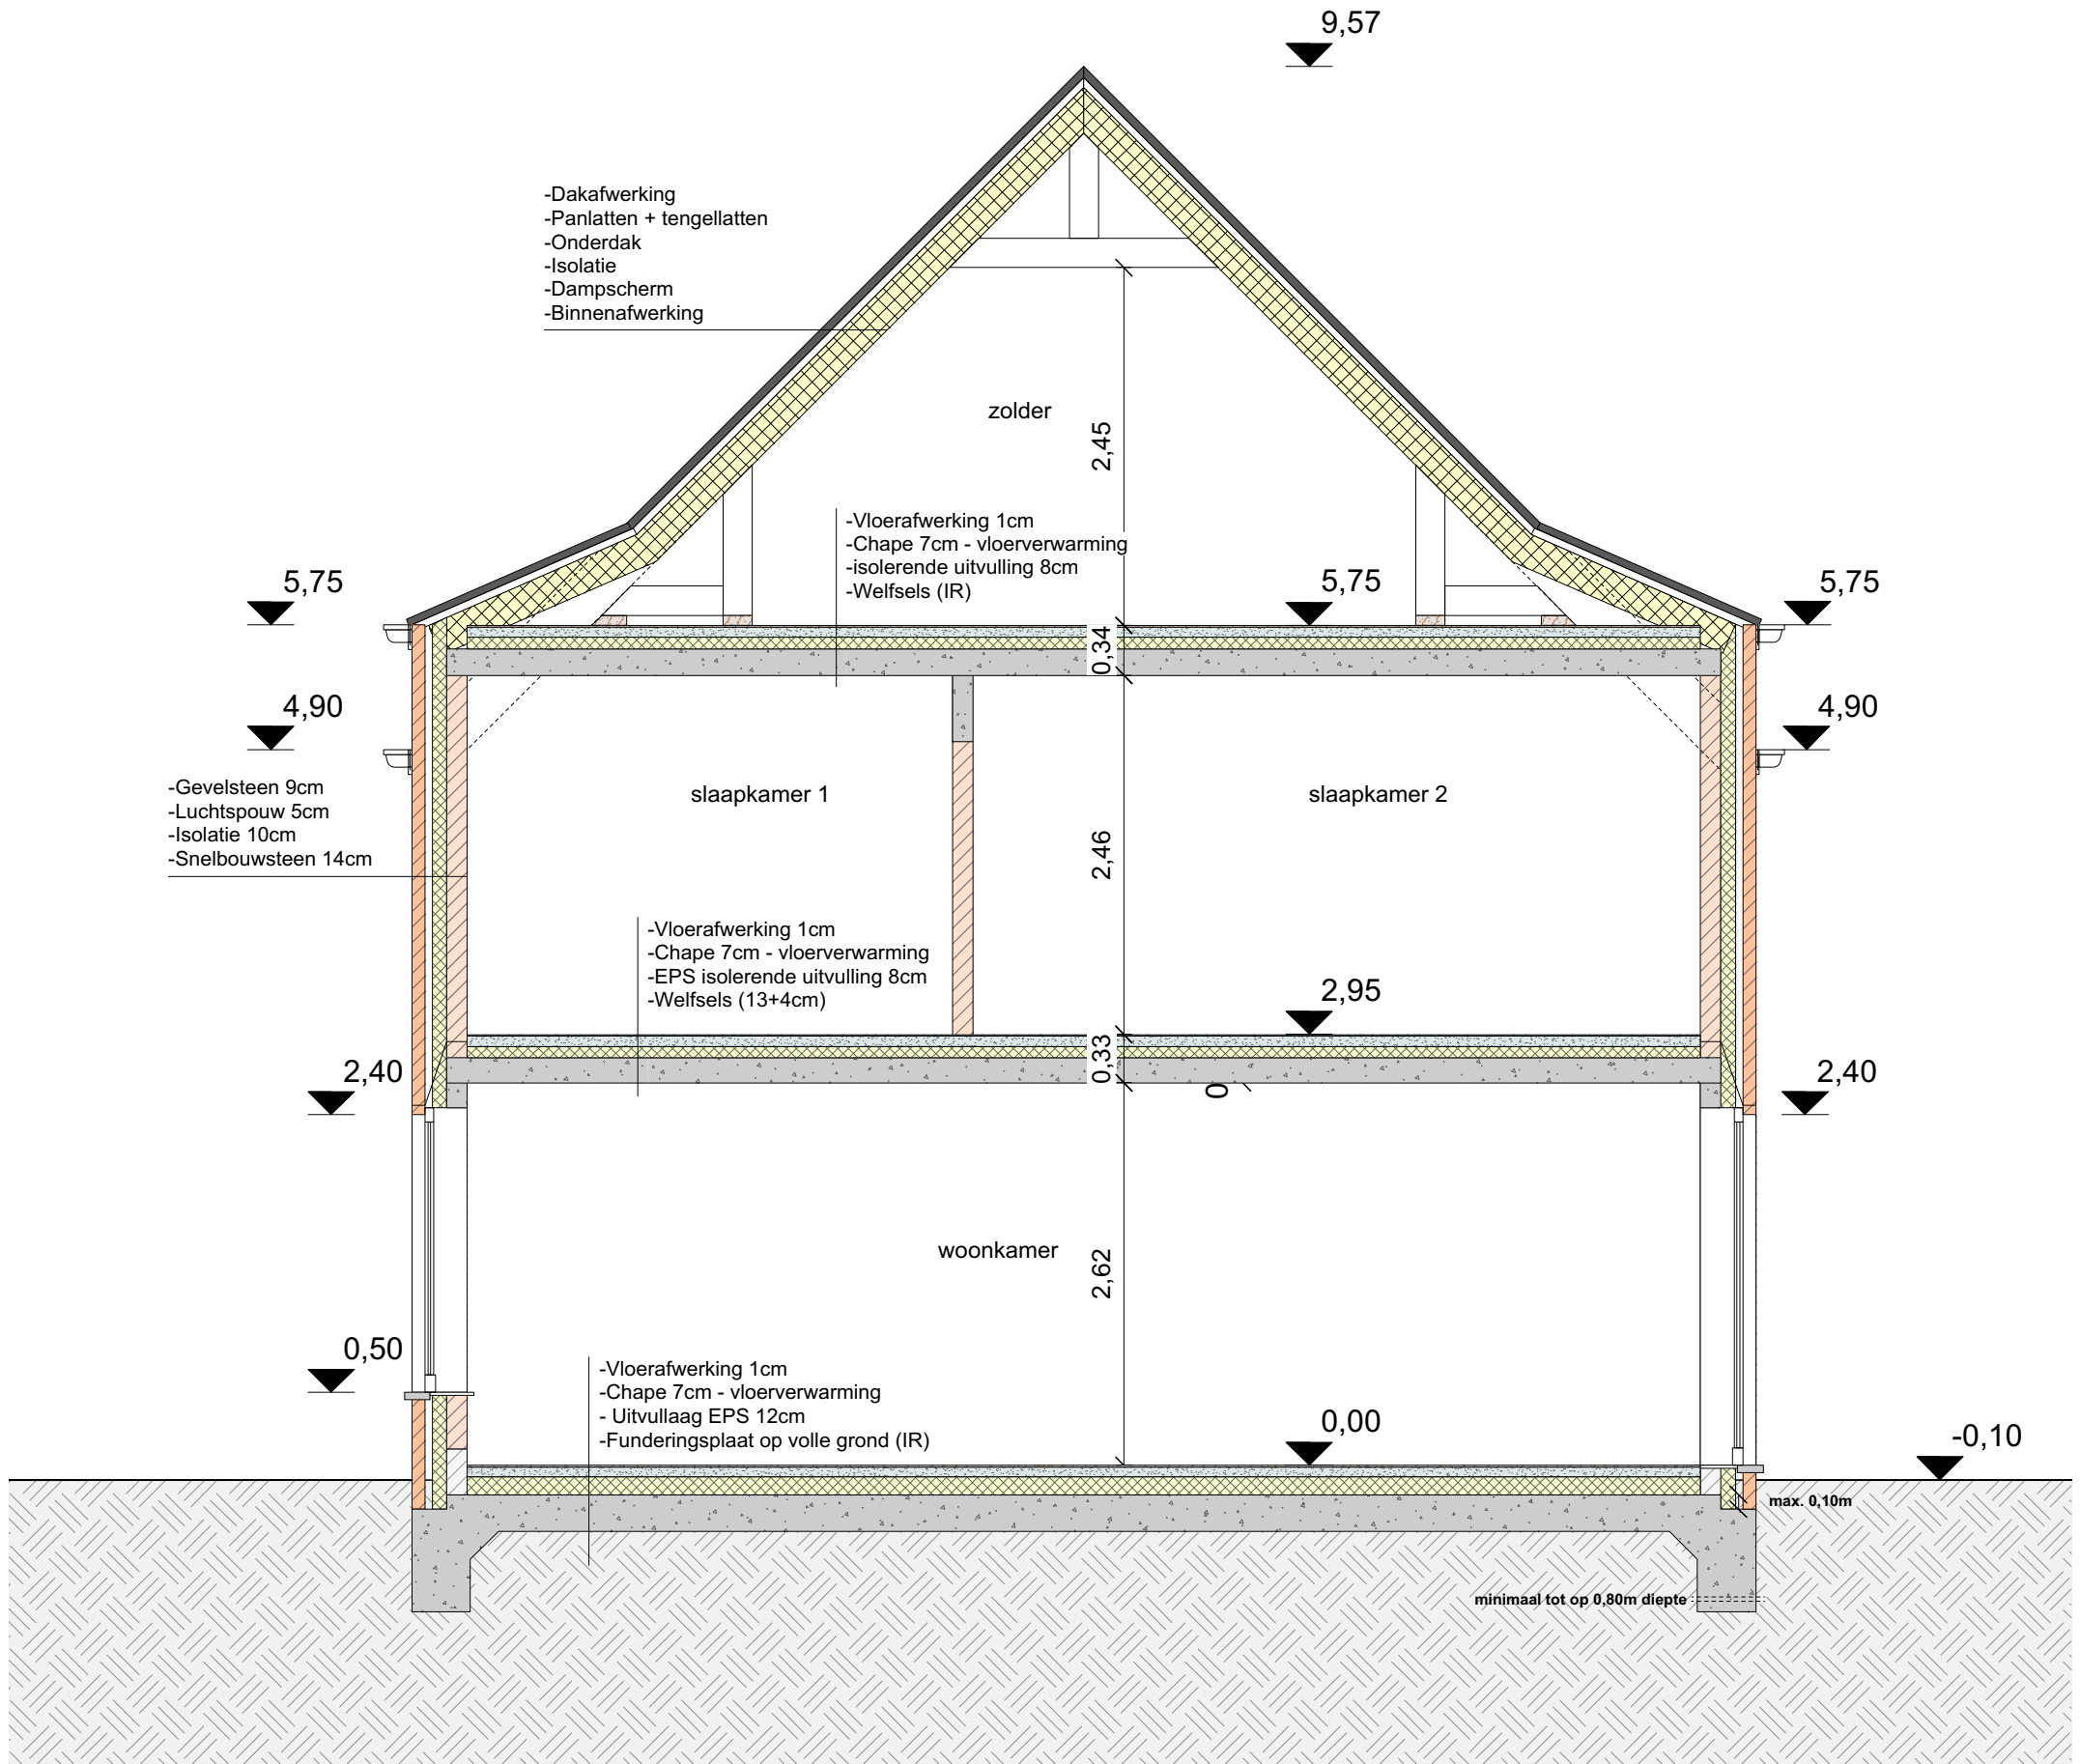 9,57
-Dakafwerking
-Panlatten + tengellatten
-Onderdak
-Isolatie
-Dampscherm
-Binnenafwerking
zolder
2,45
-Vloerafwerking 1cm
-Chape 7cm - vloerverwarming
-isolerende uitvulling 8cm
-Welfsels (IR)
5,75
5,75
5,75
0,34
4,90
4,90
-Gevelsteen 9cm
-Luchtspouw 5cm
-Isolatie 10cm
-Snelbouwsteen 14cm
slaapkamer 1
slaapkamer 2
2,46
-Vloerafwerking 1cm
-Chape 7cm - vloerverwarming
-EPS isolerende uitvulling 8cm
-Welfsels (13+4cm)
2,95
0,33
2,40
0
2,40
woonkamer
2,62
0,50
-Vloerafwerking 1cm
-Chape 7cm - vloerverwarming
- Uitvullaag EPS 12cm
-Funderingsplaat op volle grond (IR)
0,00
-0,10
max. 0,10m
minimaal tot op 0,80m diepte